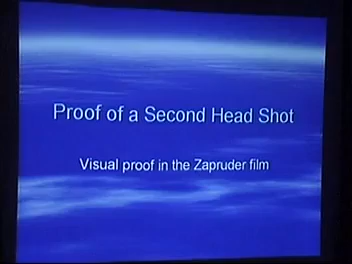 Proof of a Second Head Shot
Visual proof in the Zapruder film